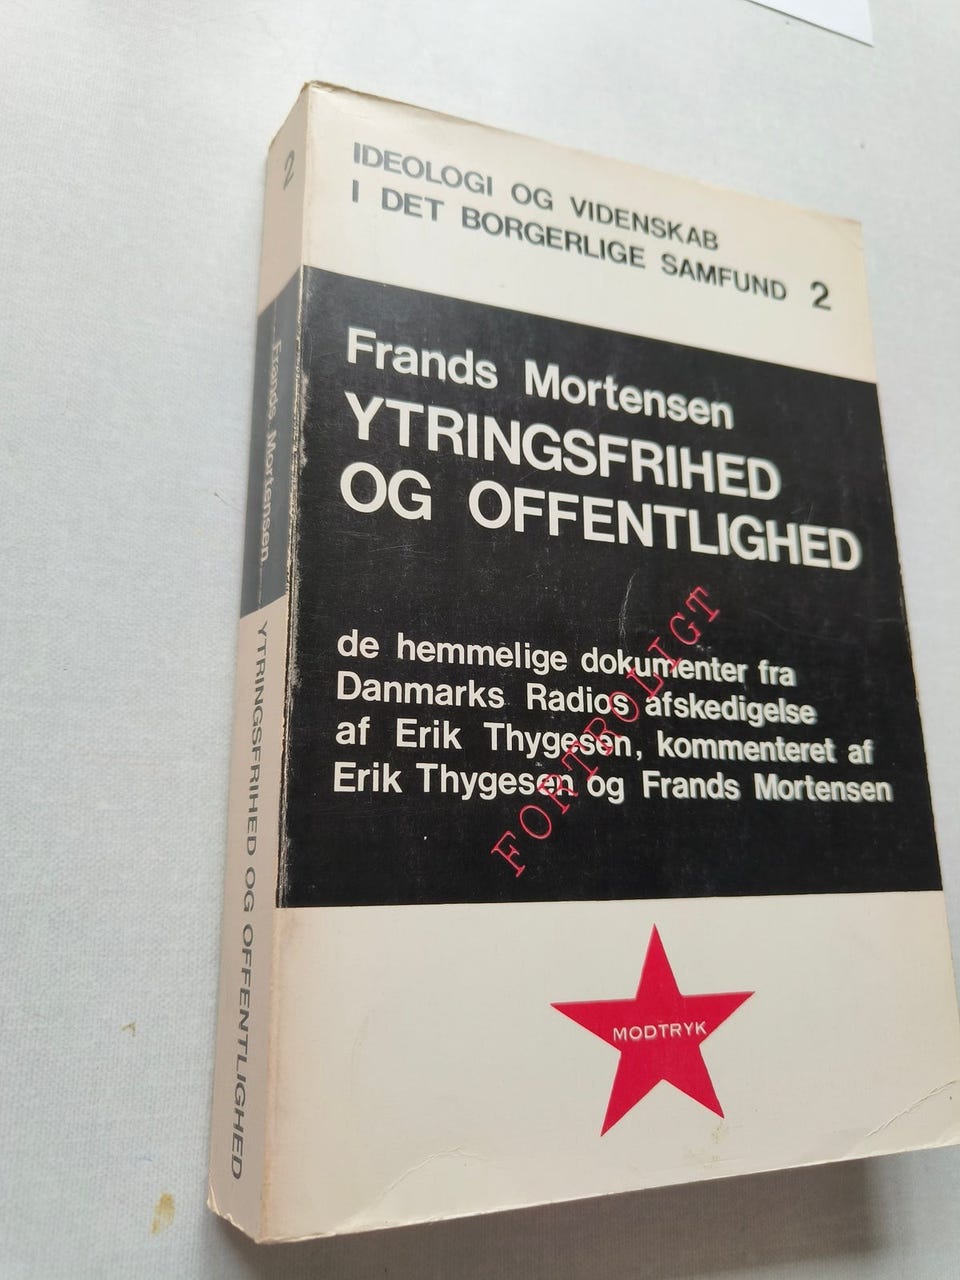 IDEOLOGI OG VIDENSKAB
I DET BORGERLIGE SAMFUND 2
Frands Mortensen
YTRINGSFRIHED
OG OFFENTLIGHED
de hemmelige dokumenter fra
Danmarks Radios afskedigelse
af Erik Thygesen, kommenteret af
Erik Thygesen og Frands Mortensen
FORTROLIGT
MODTRYK
2
Frands Mortensen
YTRINGSFRIHED OG OFFENTLIGHED